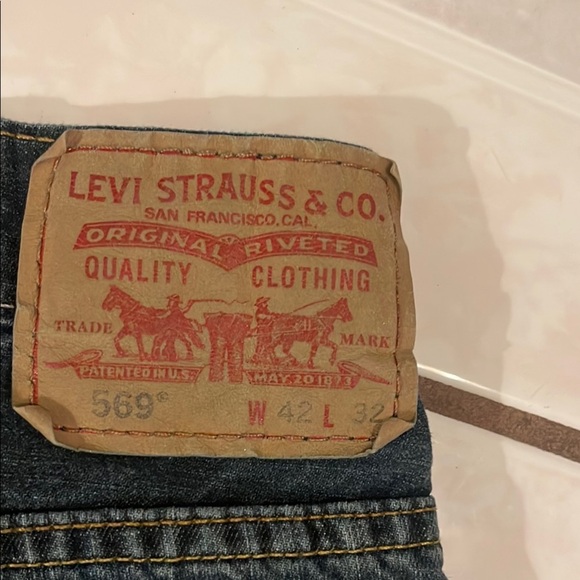 LEVI STRAUSS & CO.
SAN FRANCISCO, CAL.
ORIGINAL RIVETED
QUALITY CLOTHING
TRADE MARK
PATENTED IN U.S. MAY 20 1873
569 W 42 L 32